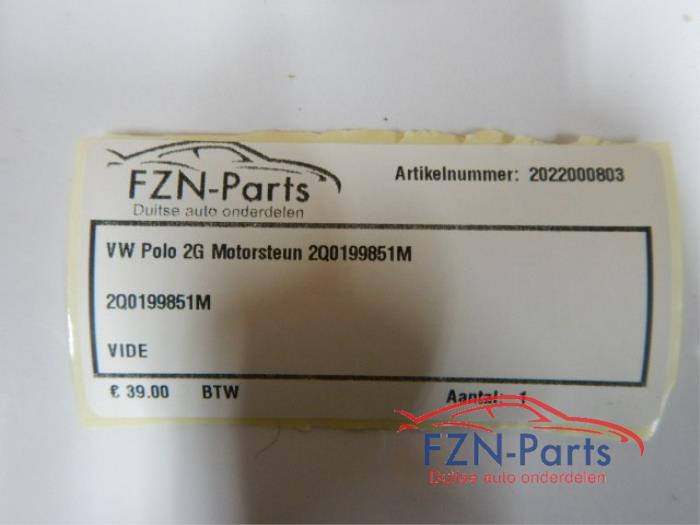 FZN-Parts
Duitse auto onderdelen
Artikelnummer: 2022000803
VW Polo 2G Motorsteun 2Q0199851M
2Q0199851M
VIDE
€ 39.00 BTW
Aantal: 1
FZN-Parts
Duitse auto onderdelen